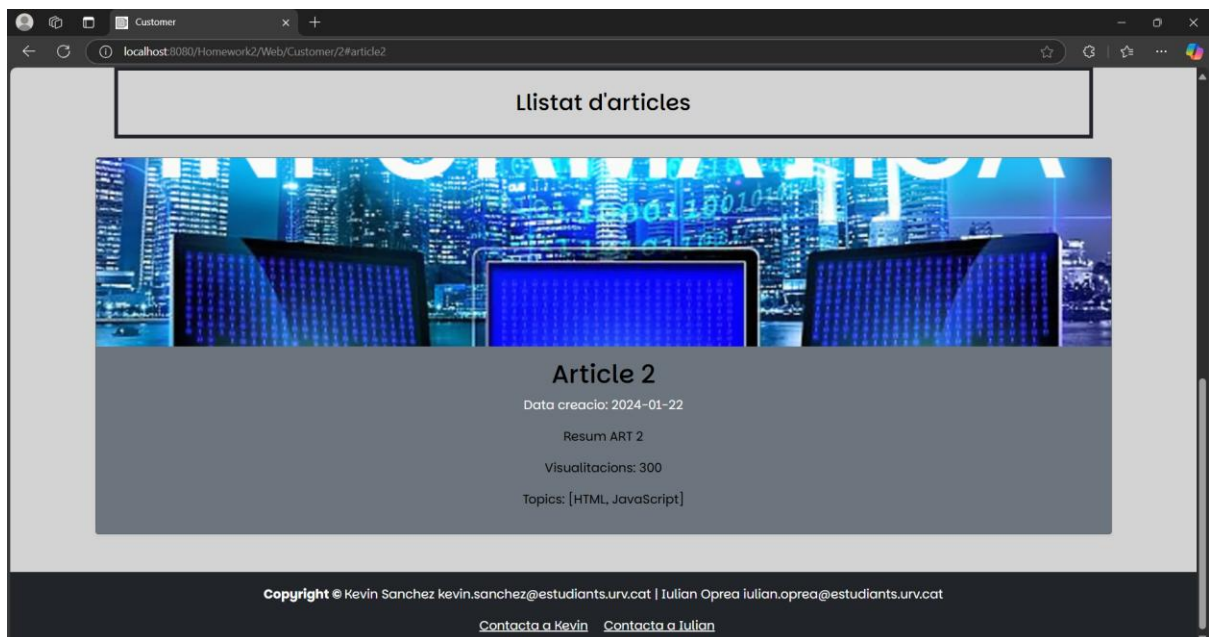 Customer
localhost:8080/Homework2/Web/Customer/2#article2
Llistat d'articles
Article 2
Data creacio: 2024-01-22
Resum ART 2
Visualitacions: 300
Topics: [HTML, JavaScript]
Copyright © Kevin Sanchez kevin.sanchez@estudiants.urv.cat | Iulian Oprea iulian.oprea@estudiants.urv.cat
Contacta a Kevin Contacta a Iulian